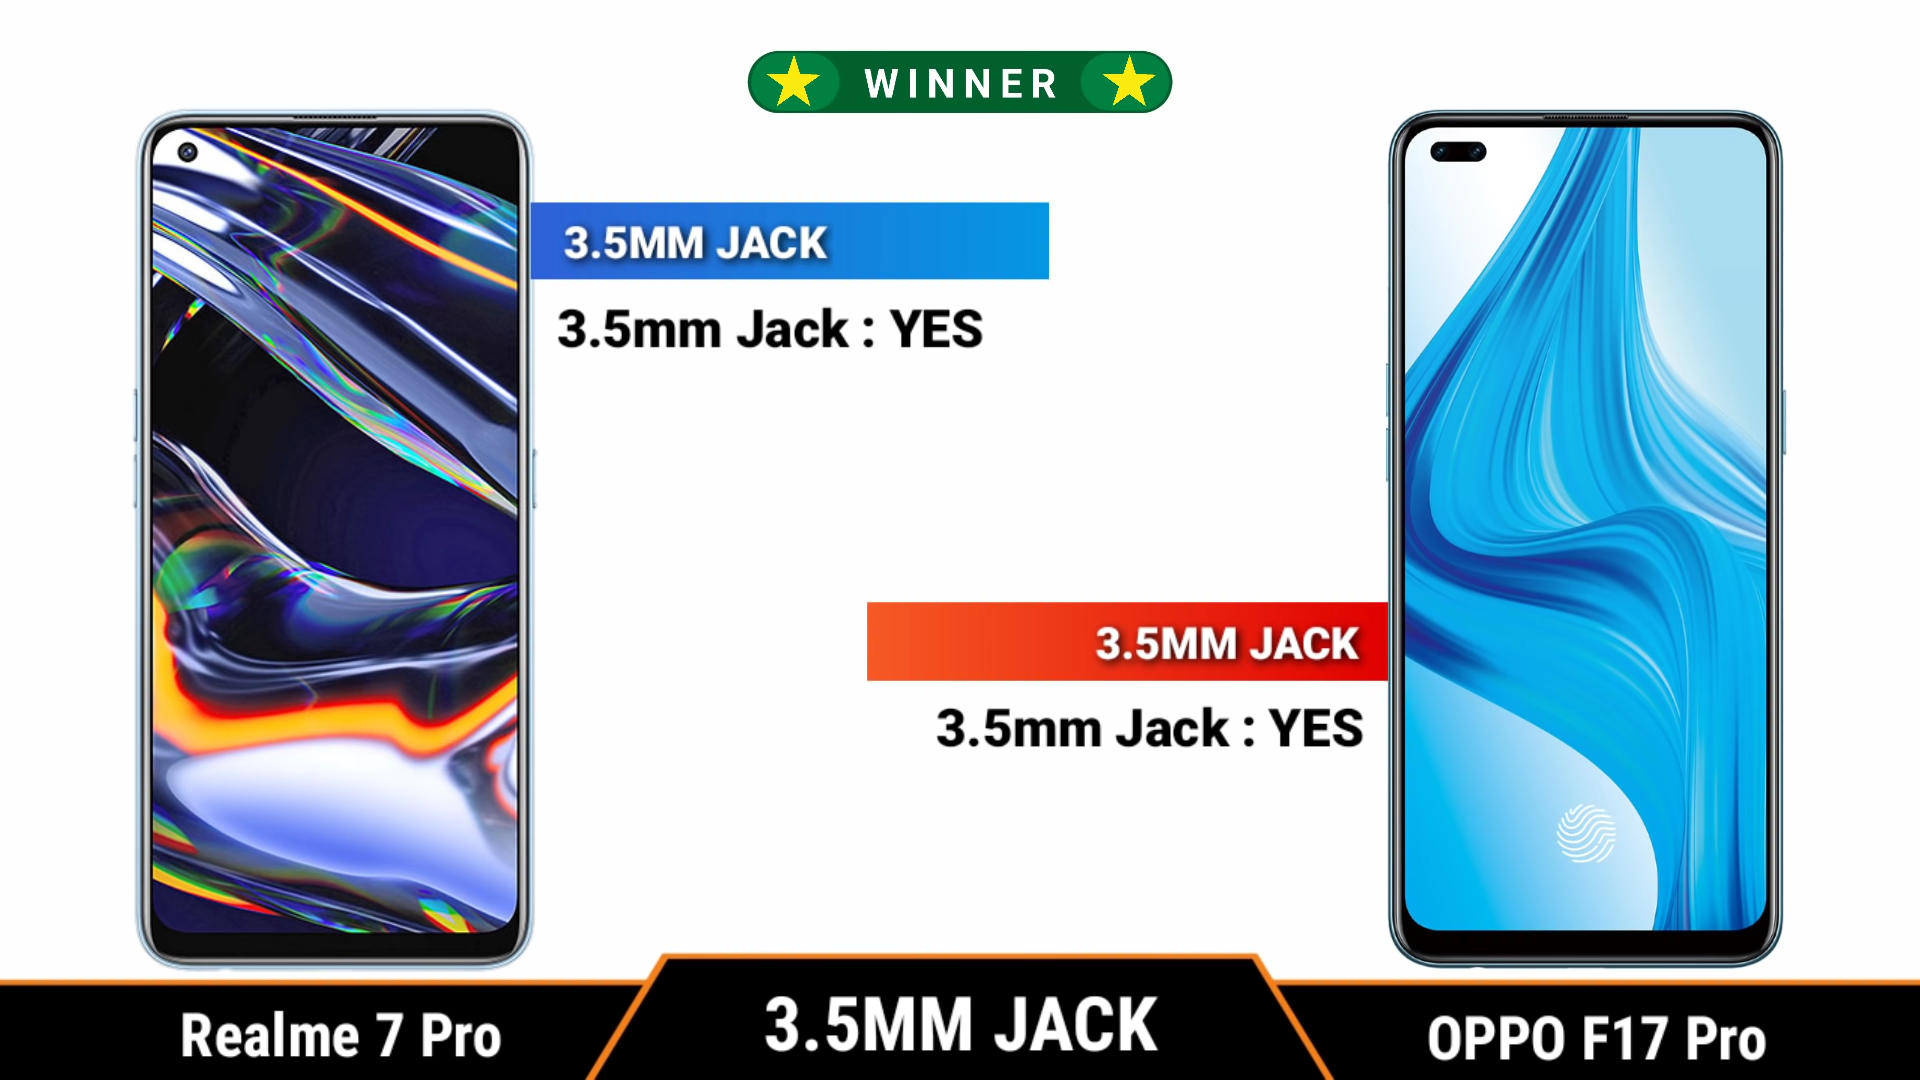 WINNER
3.5MM JACK
3.5mm Jack : YES
3.5MM JACK
3.5mm Jack : YES
Realme 7 Pro
3.5MM JACK
OPPO F17 Pro